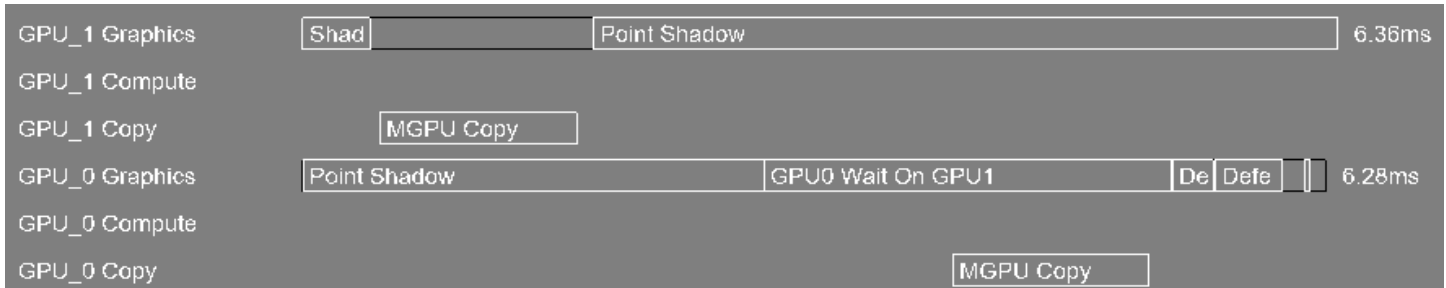 GPU_1 Graphics Shad Point Shadow 6.36ms
GPU_1 Compute
GPU_1 Copy MGPU Copy
GPU_0 Graphics Point Shadow GPU0 Wait On GPU1 De Defe 6.28ms
GPU_0 Compute
GPU_0 Copy MGPU Copy